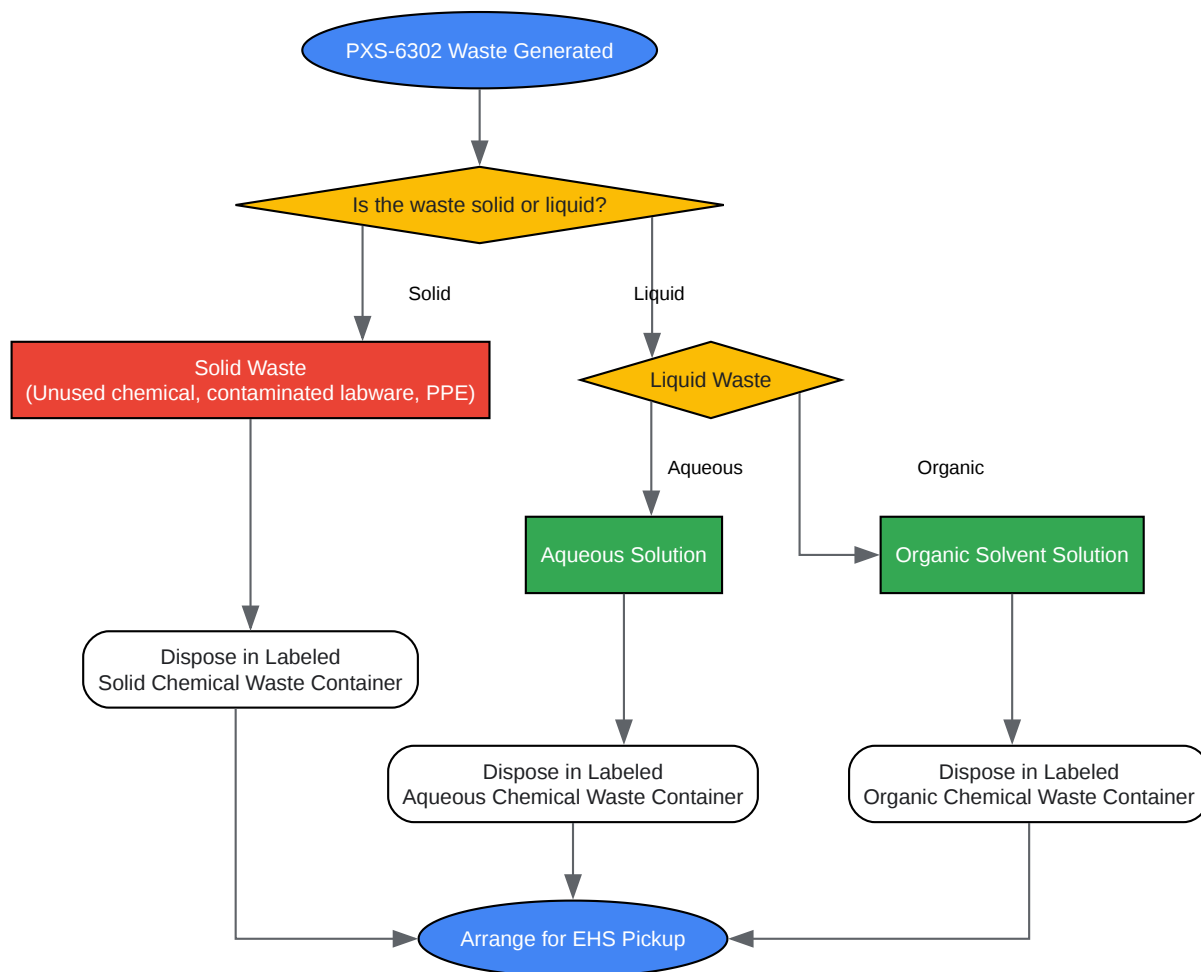 PXS-6302 Waste Generated
Is the waste solid or liquid?
Solid
Liquid
Solid Waste
(Unused chemical, contaminated labware, PPE)
Liquid Waste
Aqueous
Organic
Aqueous Solution
Organic Solvent Solution
Dispose in Labeled
Solid Chemical Waste Container
Dispose in Labeled
Aqueous Chemical Waste Container
Dispose in Labeled
Organic Chemical Waste Container
Arrange for EHS Pickup